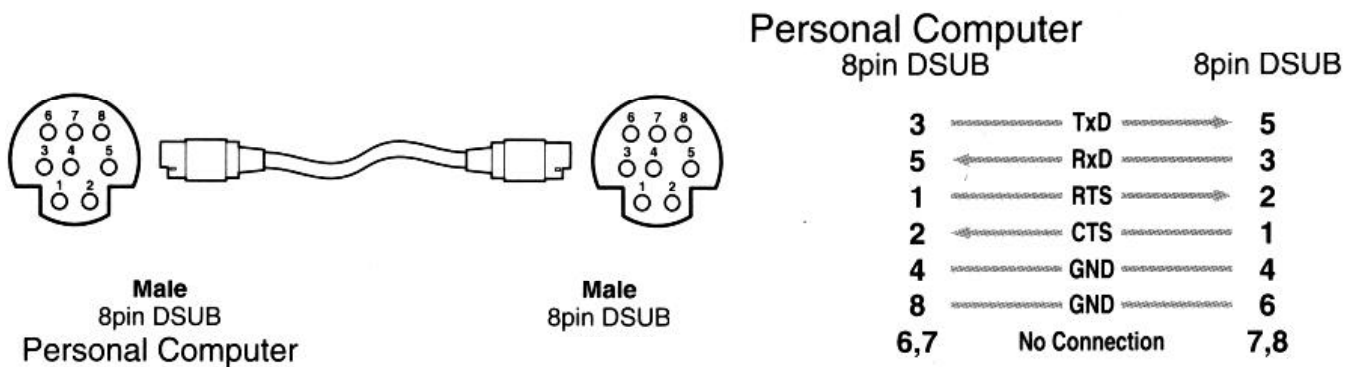 6 7 8
3 4 5
1 2
Male
8pin DSUB
Personal Computer
6 7 8
3 4 5
1 2
Male
8pin DSUB
Personal Computer
8pin DSUB 8pin DSUB
3 TxD 5
5 RxD 3
1 RTS 2
2 CTS 1
4 GND 4
8 GND 6
6,7 No Connection 7,8